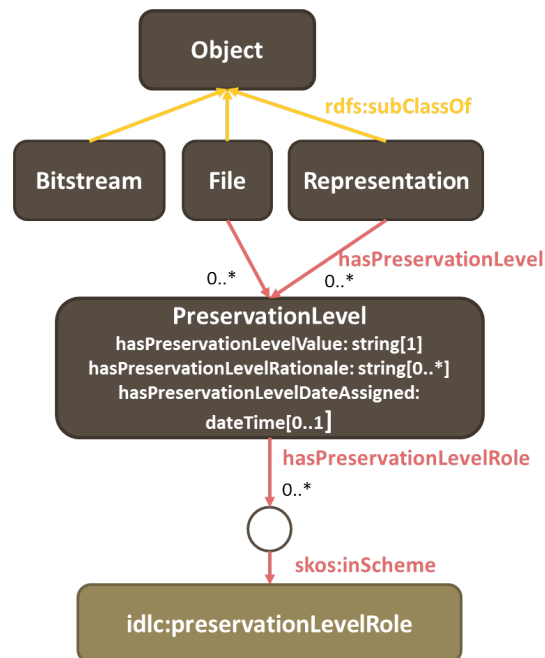 Object
rdfs:subClassOf
Bitstream
File
Representation
hasPreservationLevel
0..*
0..*
PreservationLevel
hasPreservationLevelValue: string[1]
hasPreservationLevelRationale: string[0..*]
hasPreservationLevelDateAssigned:
dateTime[0..1]
hasPreservationLevelRole
0..*
skos:inScheme
idlc:preservationLevelRole